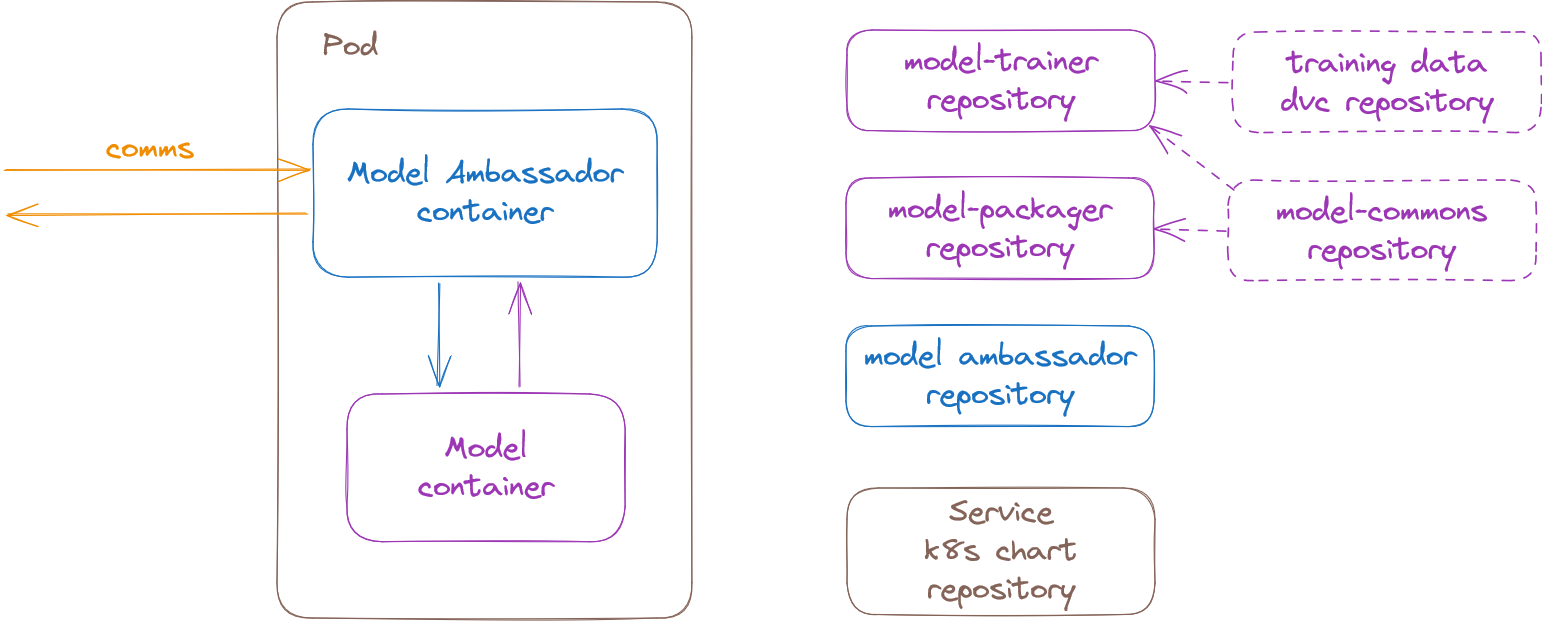 Pod
comms
Model Ambassador
container
Model
container
model-trainer
repository
training data
dvc repository
model-packager
repository
model-commons
repository
model ambassador
repository
Service
k8s chart
repository